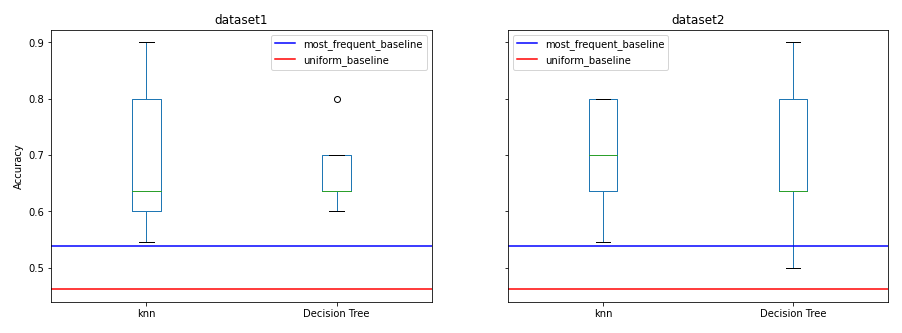 dataset1
dataset2
most_frequent_baseline
uniform_baseline
most_frequent_baseline
uniform_baseline
Accuracy
0.9
0.8
0.7
0.6
0.5
knn
Decision Tree
knn
Decision Tree